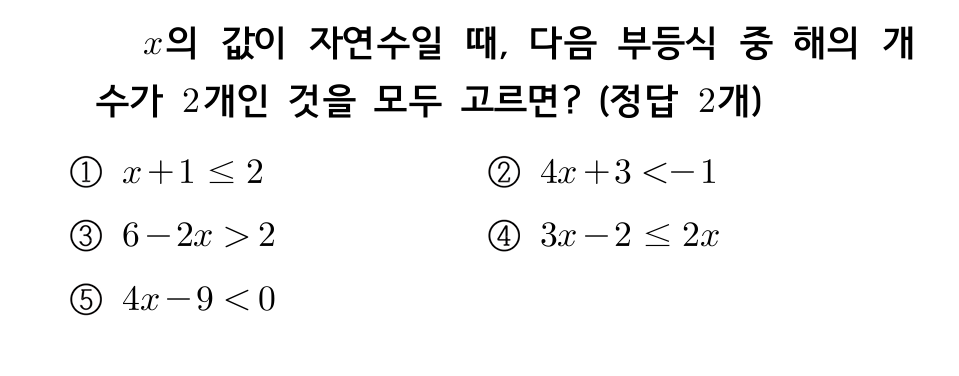 x의 값이 자연수일 때, 다음 부등식 중 해의 개
수가 2개인 것을 모두 고르면? (정답 2개)
① x+1 ≤ 2 ② 4x+3 <−1
③ 6−2x > 2 ④ 3x−2 ≤ 2x
⑤ 4x−9 < 0